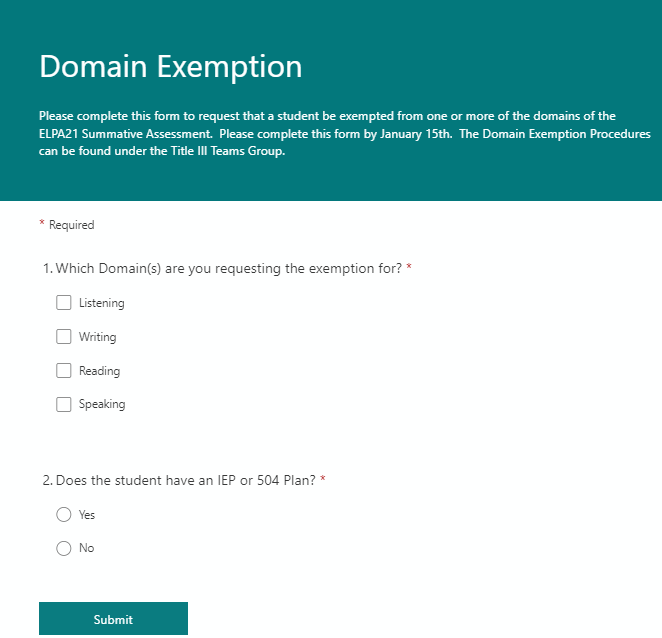 Domain Exemption
Please complete this form to request that a student be exempted from one or more of the domains of the
ELPA21 Summative Assessment.  Please complete this form by January 15th.  The Domain Exemption Procedures
can be found under the Title III Teams Group.
* Required
1. Which Domain(s) are you requesting the exemption for? *
Listening
Writing
Reading
Speaking
2. Does the student have an IEP or 504 Plan? *
Yes
No
Submit